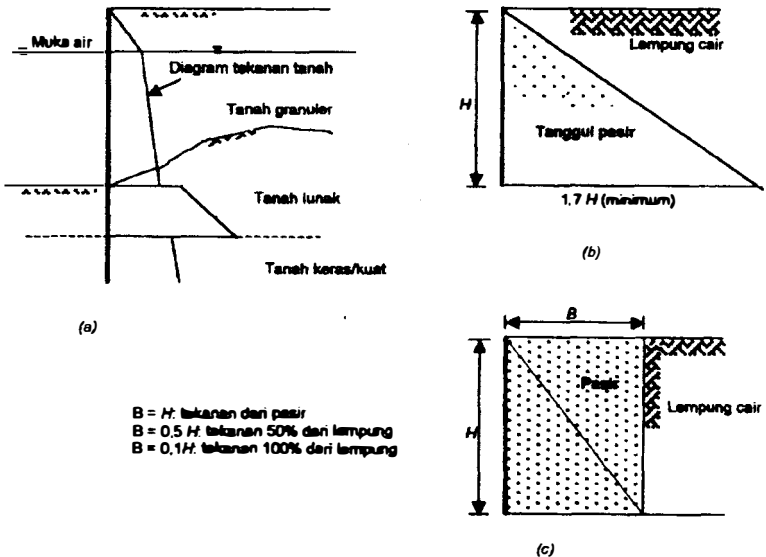 Muka air
Diagram tekanan tanah
Tanah granuler
Tanah lunak
Tanah keras/kuat
(a)
H
Lempung cair
Tanggul pasir
1,7 H (minimum)
(b)
B = H: tekanan dari pasir
B = 0,5 H: tekanan 50% dari lempung
B = 0,1H: tekanan 100% dari lempung
B
H
Pasir
Lempung cair
(c)